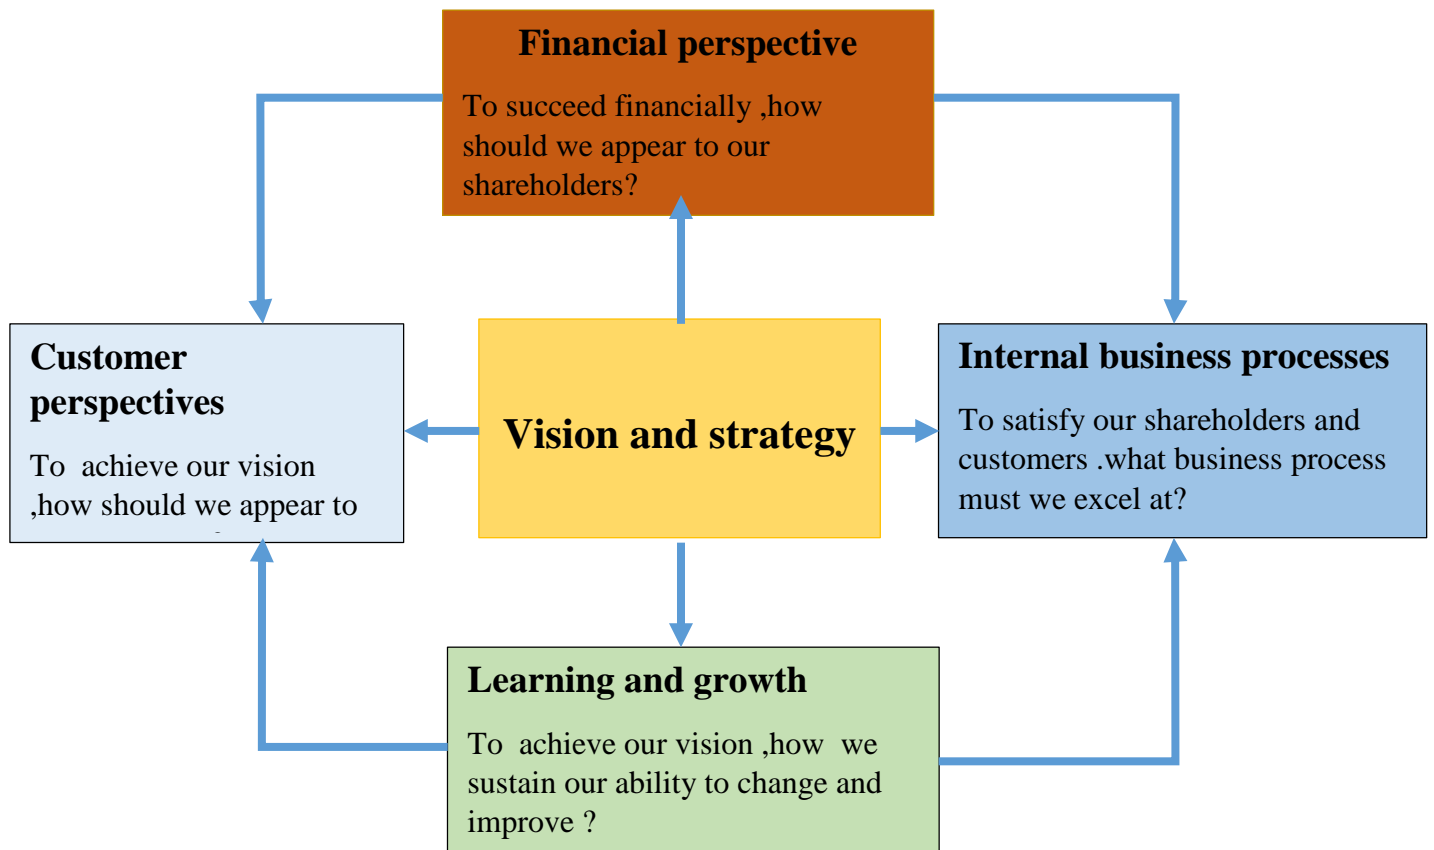 Financial perspective
To succeed financially ,how
should we appear to our
shareholders?
Customer
perspectives
To  achieve our vision
,how should we appear to
Vision and strategy
Internal business processes
To satisfy our shareholders and
customers .what business process
must we excel at?
Learning and growth
To  achieve our vision ,how  we
sustain our ability to change and
improve ?